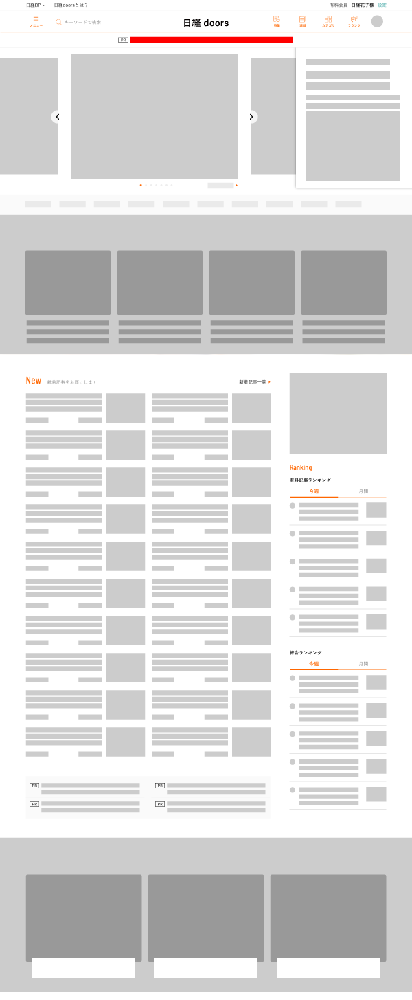 日経BP
日経doorsとは？
有料会員 日経花子様 設定
メニュー
キーワードで検索
日経 doors
特集
連載
カテゴリ
ラウンジ
PR
New 新着記事をお届けします
新着記事一覧
Ranking
有料記事ランキング
今週 月間
総合ランキング
今週 月間
PR PR
PR PR